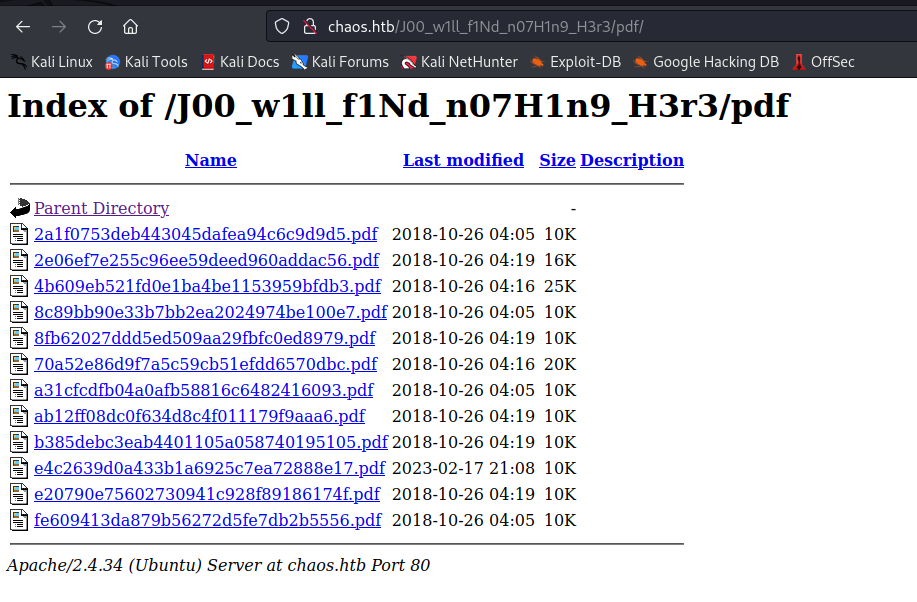 chaos.htb/J00_w1ll_f1Nd_n07H1n9_H3r3/pdf/
Kali Linux Kali Tools Kali Docs Kali Forums Kali NetHunter Exploit-DB Google Hacking DB OffSec
Index of /J00_w1ll_f1Nd_n07H1n9_H3r3/pdf
Name Last modified Size Description
Parent Directory -
2a1f0753deb443045dafea94c6c9d9d5.pdf 2018-10-26 04:05 10K
2e06ef7e255c96ee59deed960addac56.pdf 2018-10-26 04:19 16K
4b609eb521fd0e1ba4be1153959bfdb3.pdf 2018-10-26 04:16 25K
8c89bb90e33b7bb2ea2024974be100e7.pdf 2018-10-26 04:05 10K
8fb62027ddd5ed509aa29fbfc0ed8979.pdf 2018-10-26 04:19 10K
70a52e86d9f7a5c59cb51efdd6570dbc.pdf 2018-10-26 04:16 20K
a31cfcdfb04a0afb58816c6482416093.pdf 2018-10-26 04:05 10K
ab12ff08dc0f634d8c4f011179f9aaa6.pdf 2018-10-26 04:19 10K
b385debc3eab4401105a058740195105.pdf 2018-10-26 04:19 10K
e4c2639d0a433b1a6925c7ea72888e17.pdf 2023-02-17 21:08 10K
e20790e75602730941c928f89186174f.pdf 2018-10-26 04:19 10K
fe609413da879b56272d5fe7db2b5556.pdf 2018-10-26 04:05 10K
Apache/2.4.34 (Ubuntu) Server at chaos.htb Port 80